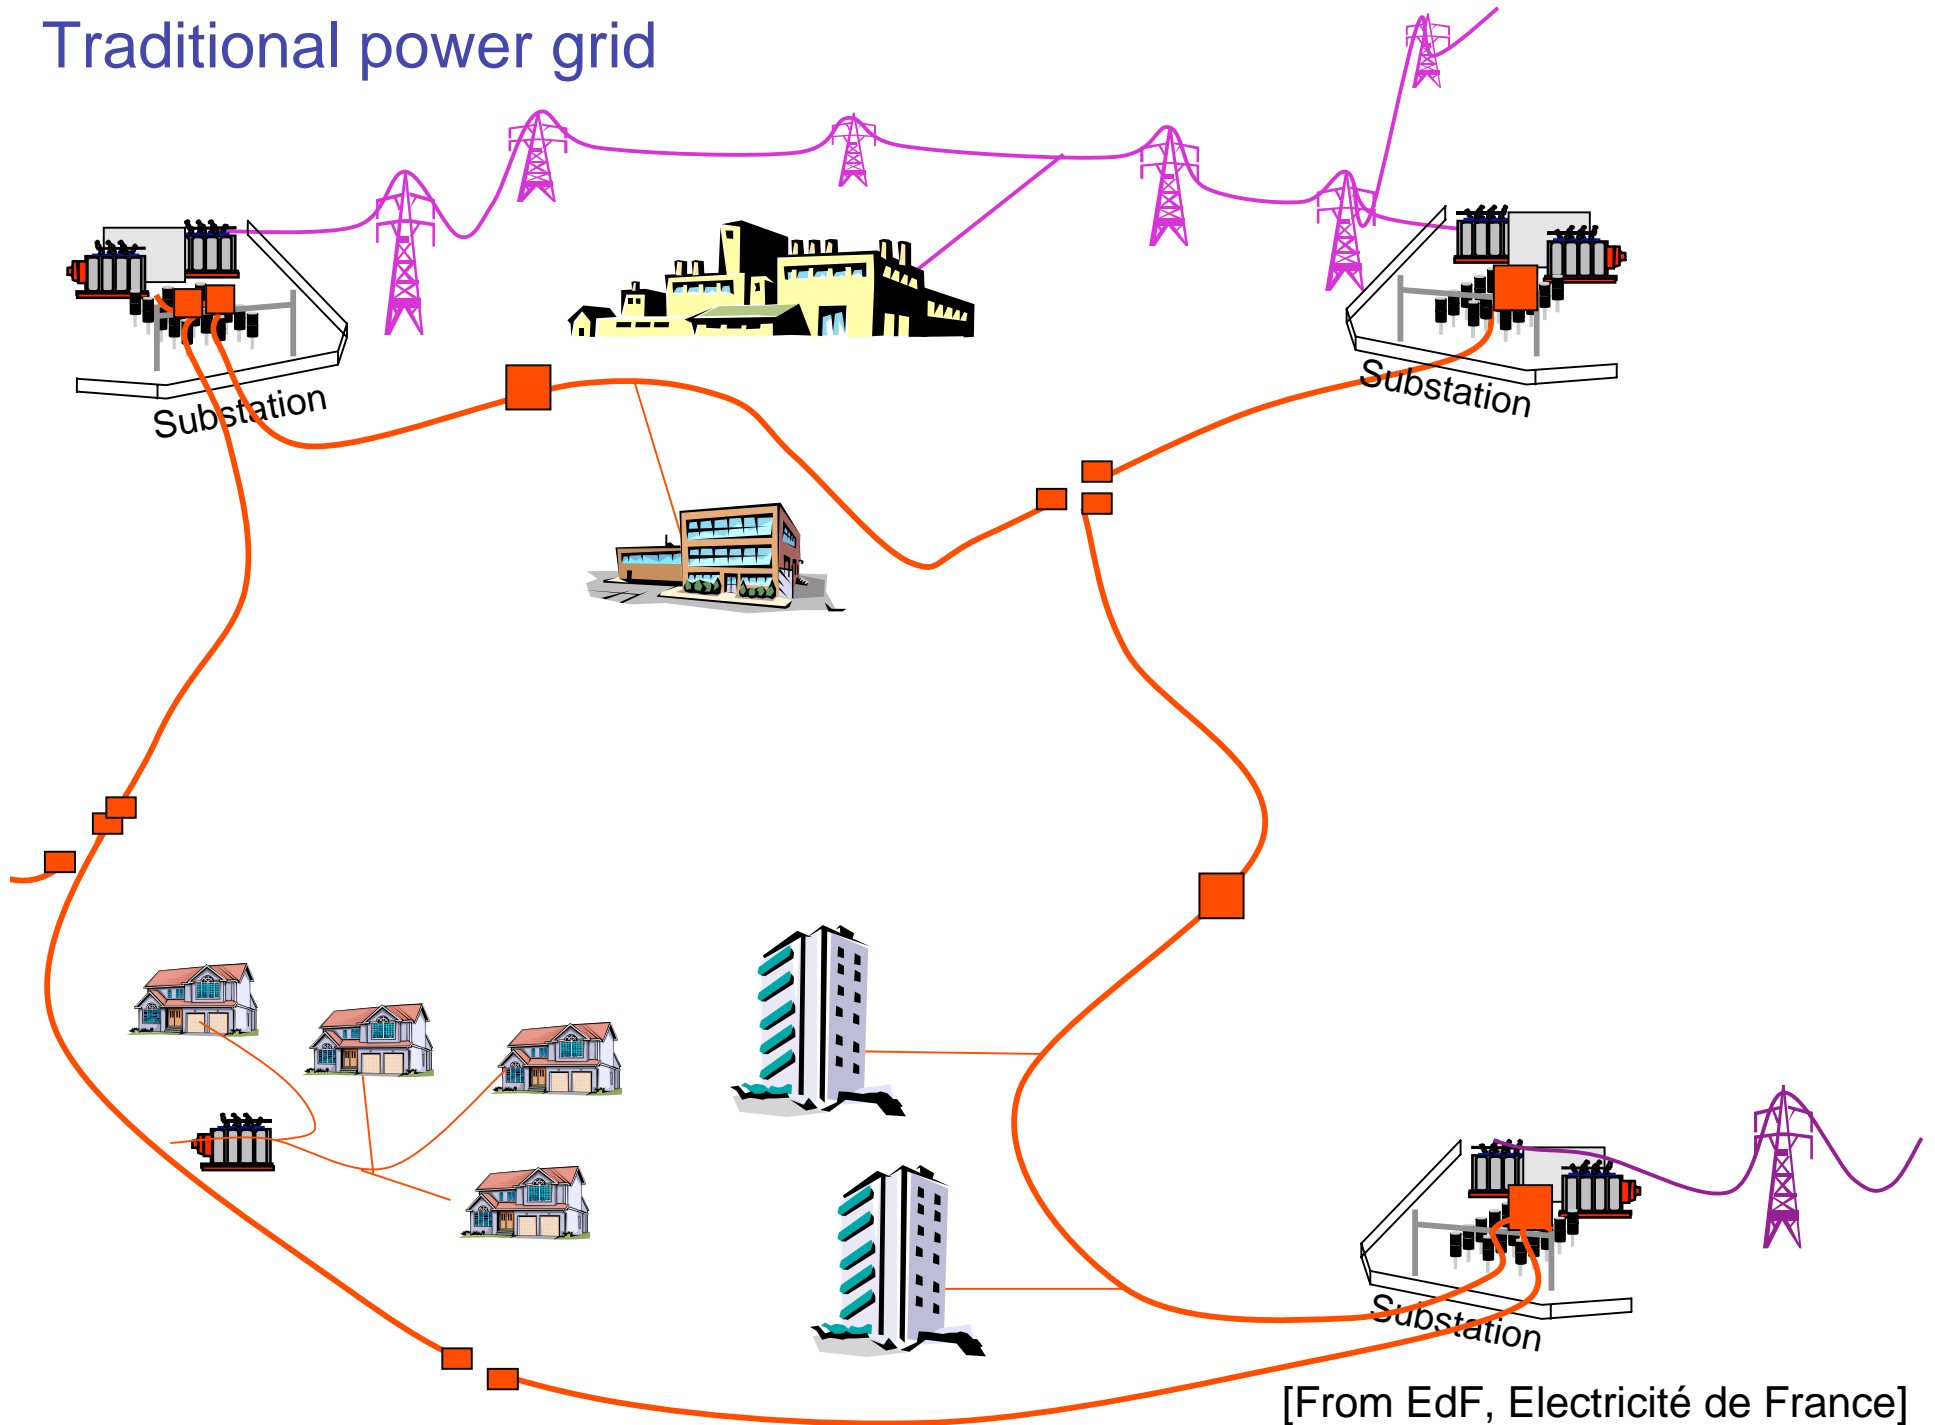 Traditional power grid
Substation
Substation
Substation
[From EdF, Electricité de France]